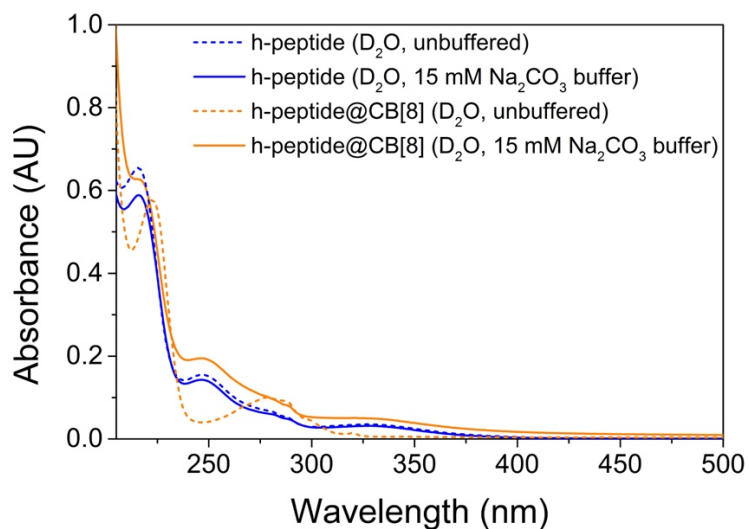 1.0
0.8
0.6
0.4
0.2
0.0
Absorbance (AU)
h-peptide (D₂O, unbuffered)
h-peptide (D₂O, 15 mM Na₂CO₃ buffer)
h-peptide@CB[8] (D₂O, unbuffered)
h-peptide@CB[8] (D₂O, 15 mM Na₂CO₃ buffer)
250 300 350 400 450 500
Wavelength (nm)